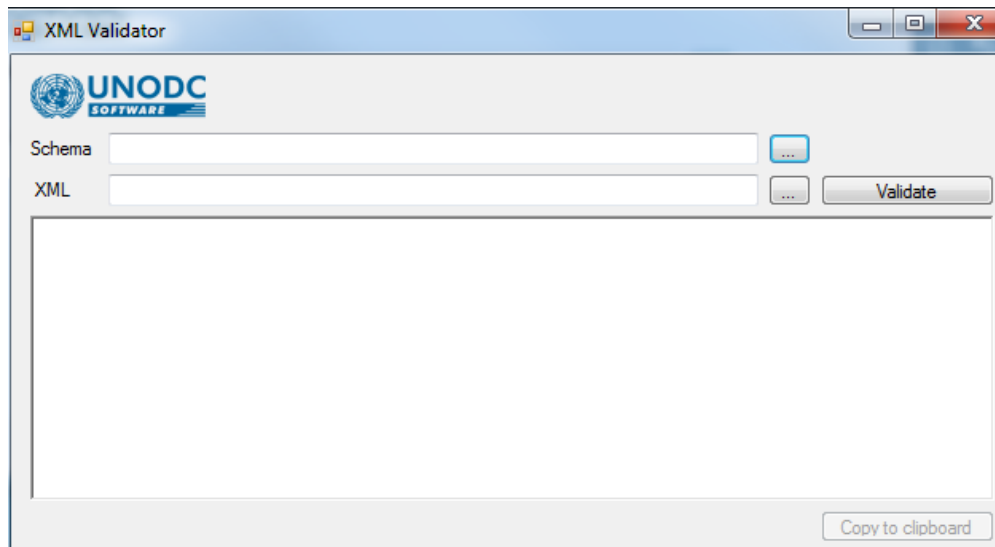 XML Validator
UNODC
SOFTWARE
Schema ...
XML ... Validate
Copy to clipboard